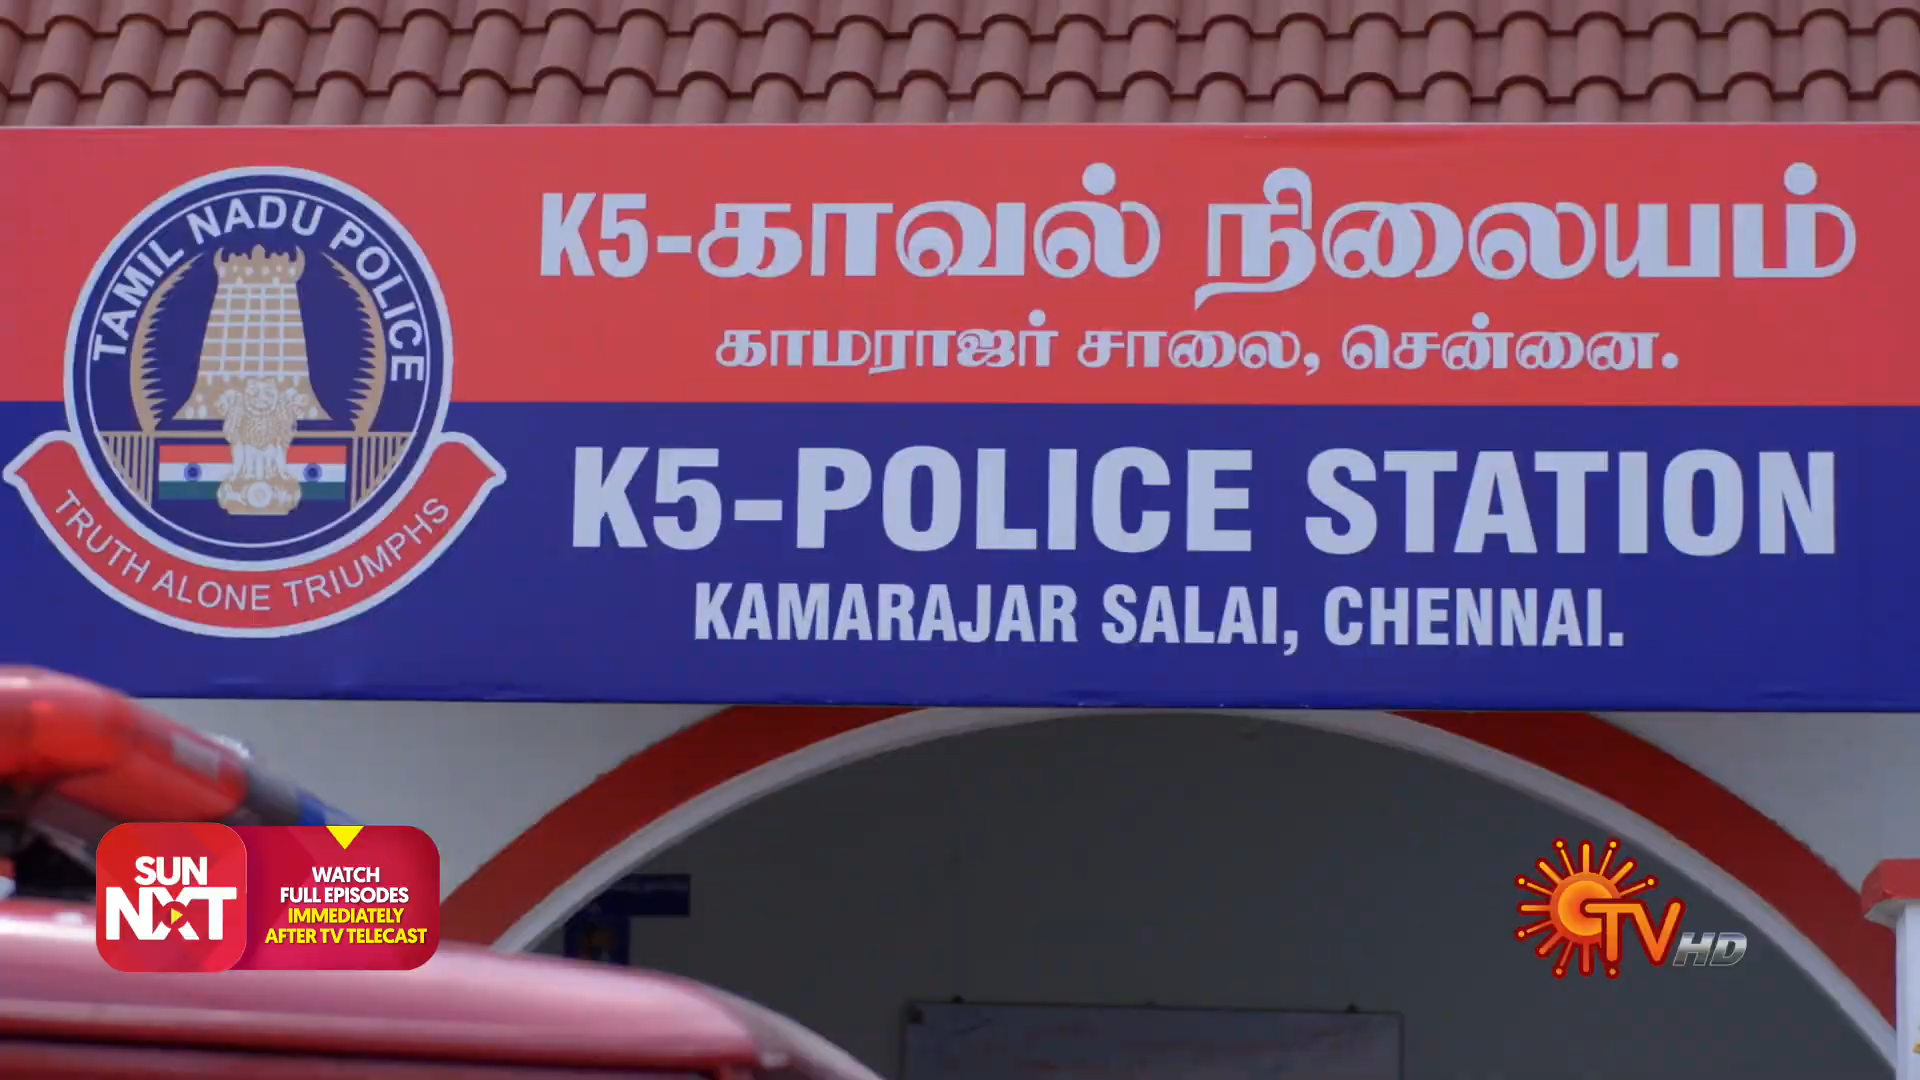 TAMIL NADU POLICE
TRUTH ALONE TRIUMPHS
K5-காவல் நிலையம்
காமராஜர் சாலை, சென்னை.
K5-POLICE STATION
KAMARAJAR SALAI, CHENNAI.
SUN
NXT
WATCH
FULL EPISODES
IMMEDIATELY
AFTER TV TELECAST
TV HD